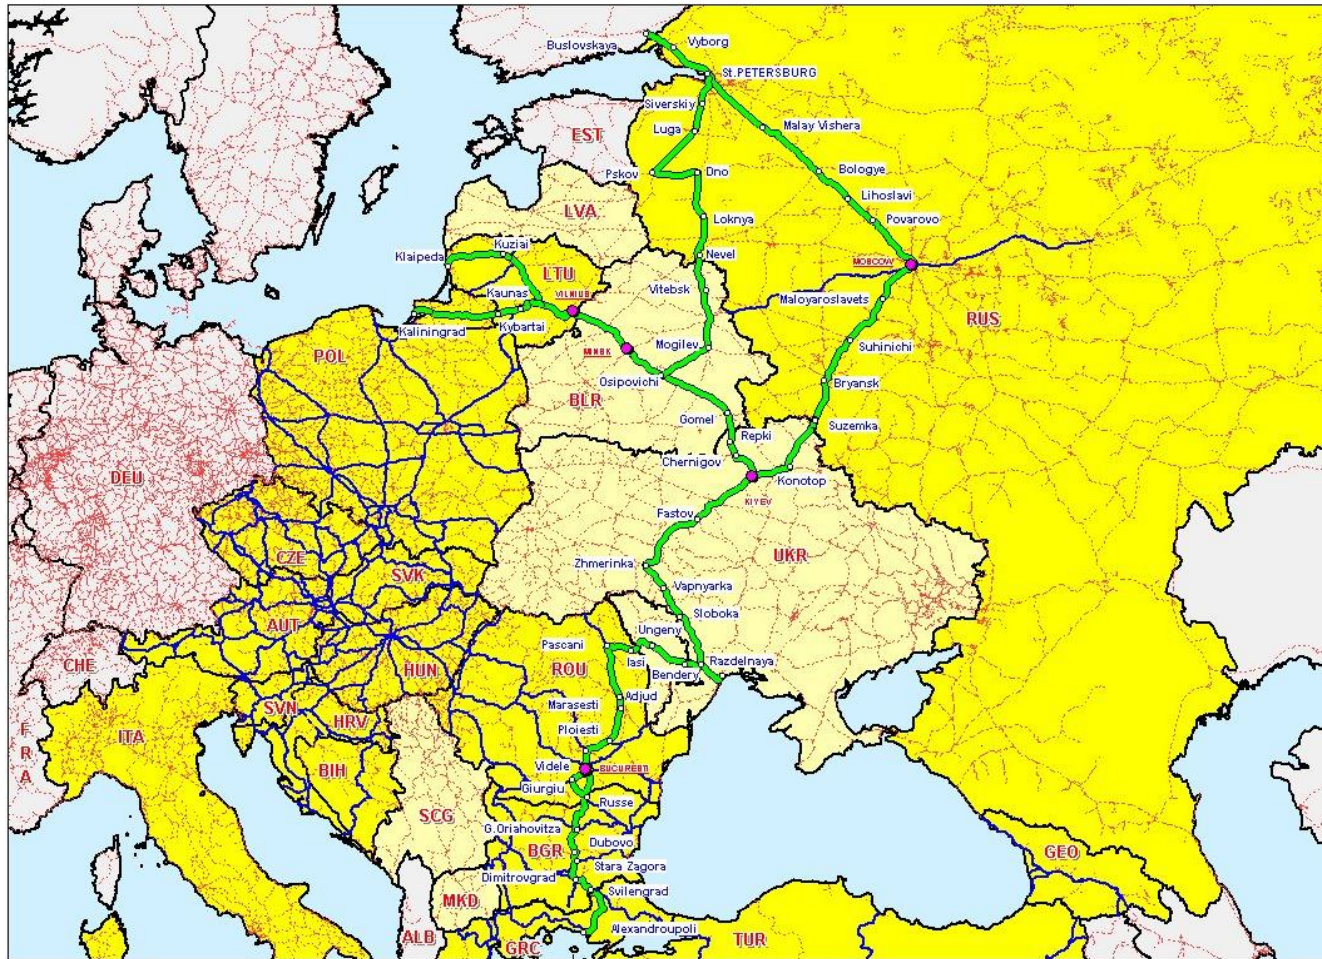 Buslovskaya
Vyborg
St.PETERSBURG
Siverskiy
EST
Luga
Malay Vishera
Pskov
Dno
Bologye
Lihoslavi
LVA
Loknya
Povarovo
Kuziai
Klaipeda
Nevel
MOSCOW
LTU
Kaunas
VILNIUS
Vitebsk
Maloyaroslavets
Kaliningrad
Kybartai
RUS
POL
MINSK
Mogilev
Suhinichi
Osipovichi
BLR
Bryansk
Gomel
Repki
Suzemka
DEU
Chernigov
Konotop
KIYEV
Fastov
CZE
Zhmerinka
UKR
SVK
Vapnyarka
AUT
Sloboka
Ungeny
Pascani
CHE
HUN
ROU
Iasi
Bendery
Razdelnaya
SVN
Adjud
Marasesti
HRV
ITA
F
R
A
Ploiesti
BIH
Videle
BUCURESTI
Giurgiu
Russe
SCG
G.Oriahovitza
BGR
Dubovo
GEO
Stara Zagora
Dimitrovgrad
Svilengrad
MKD
Alexandroupoli
ALB
GRC
TUR